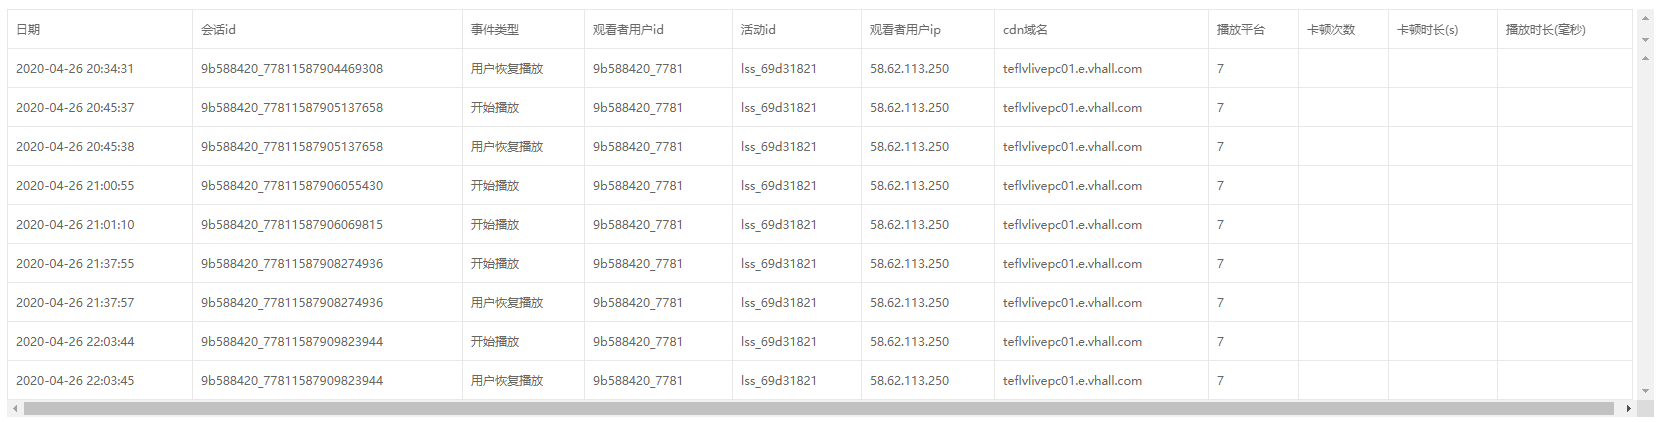 日期 会话id 事件类型 观看者用户id 活动id 观看者用户ip cdn域名 播放平台 卡顿次数 卡顿时长(s) 播放时长(毫秒)
2020-04-26 20:34:31 9b588420_77811587904469308 用户恢复播放 9b588420_7781 lss_69d31821 58.62.113.250 teflvlivepc01.e.vhall.com 7
2020-04-26 20:45:37 9b588420_77811587905137658 开始播放 9b588420_7781 lss_69d31821 58.62.113.250 teflvlivepc01.e.vhall.com 7
2020-04-26 20:45:38 9b588420_77811587905137658 用户恢复播放 9b588420_7781 lss_69d31821 58.62.113.250 teflvlivepc01.e.vhall.com 7
2020-04-26 21:00:55 9b588420_77811587906055430 开始播放 9b588420_7781 lss_69d31821 58.62.113.250 teflvlivepc01.e.vhall.com 7
2020-04-26 21:01:10 9b588420_77811587906069815 开始播放 9b588420_7781 lss_69d31821 58.62.113.250 teflvlivepc01.e.vhall.com 7
2020-04-26 21:37:55 9b588420_77811587908274936 开始播放 9b588420_7781 lss_69d31821 58.62.113.250 teflvlivepc01.e.vhall.com 7
2020-04-26 21:37:57 9b588420_77811587908274936 用户恢复播放 9b588420_7781 lss_69d31821 58.62.113.250 teflvlivepc01.e.vhall.com 7
2020-04-26 22:03:44 9b588420_77811587909823944 开始播放 9b588420_7781 lss_69d31821 58.62.113.250 teflvlivepc01.e.vhall.com 7
2020-04-26 22:03:45 9b588420_77811587909823944 用户恢复播放 9b588420_7781 lss_69d31821 58.62.113.250 teflvlivepc01.e.vhall.com 7